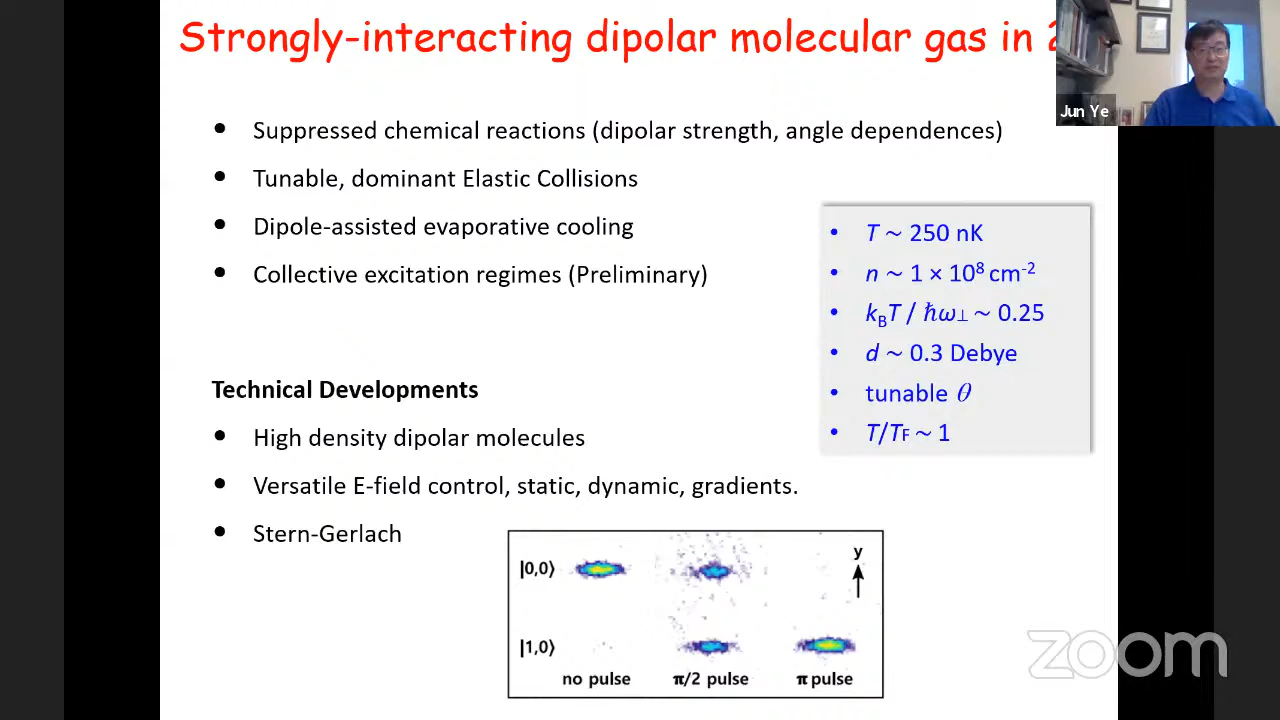 Strongly-interacting dipolar molecular gas in
Jun Ye
• Suppressed chemical reactions (dipolar strength, angle dependences)
• Tunable, dominant Elastic Collisions
• Dipole-assisted evaporative cooling
• Collective excitation regimes (Preliminary)
• T ~ 250 nK
• n ~ 1 × 10⁸ cm⁻²
• k_BT / ħω⊥ ~ 0.25
• d ~ 0.3 Debye
• tunable θ
• T/T_F ~ 1
Technical Developments
• High density dipolar molecules
• Versatile E-field control, static, dynamic, gradients.
• Stern-Gerlach
y
|0,0⟩
|1,0⟩
no pulse π/2 pulse π pulse
zoom